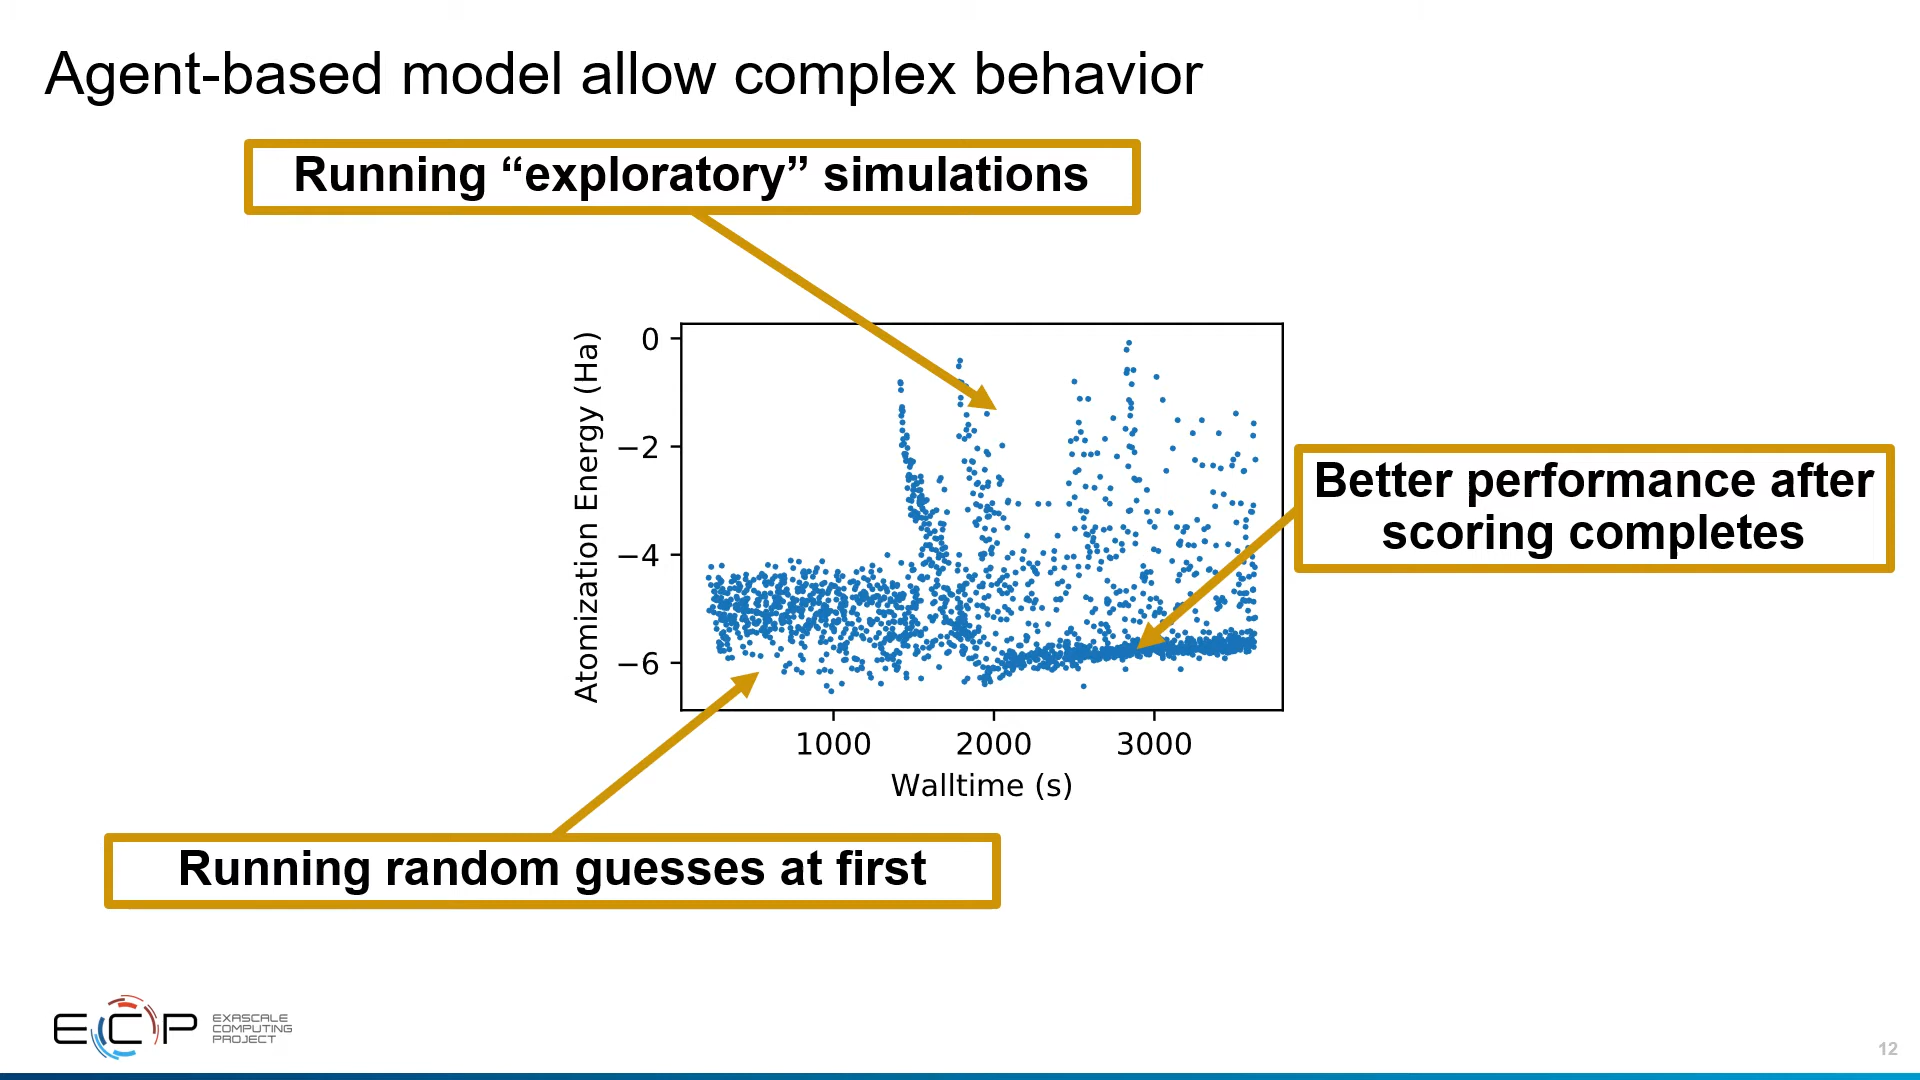 Agent-based model allow complex behavior
Running “exploratory” simulations
Atomization Energy (Ha)
0
−2
−4
−6
1000
2000
3000
Walltime (s)
Better performance after
scoring completes
Running random guesses at first
ECP
EXASCALE
COMPUTING
PROJECT
12